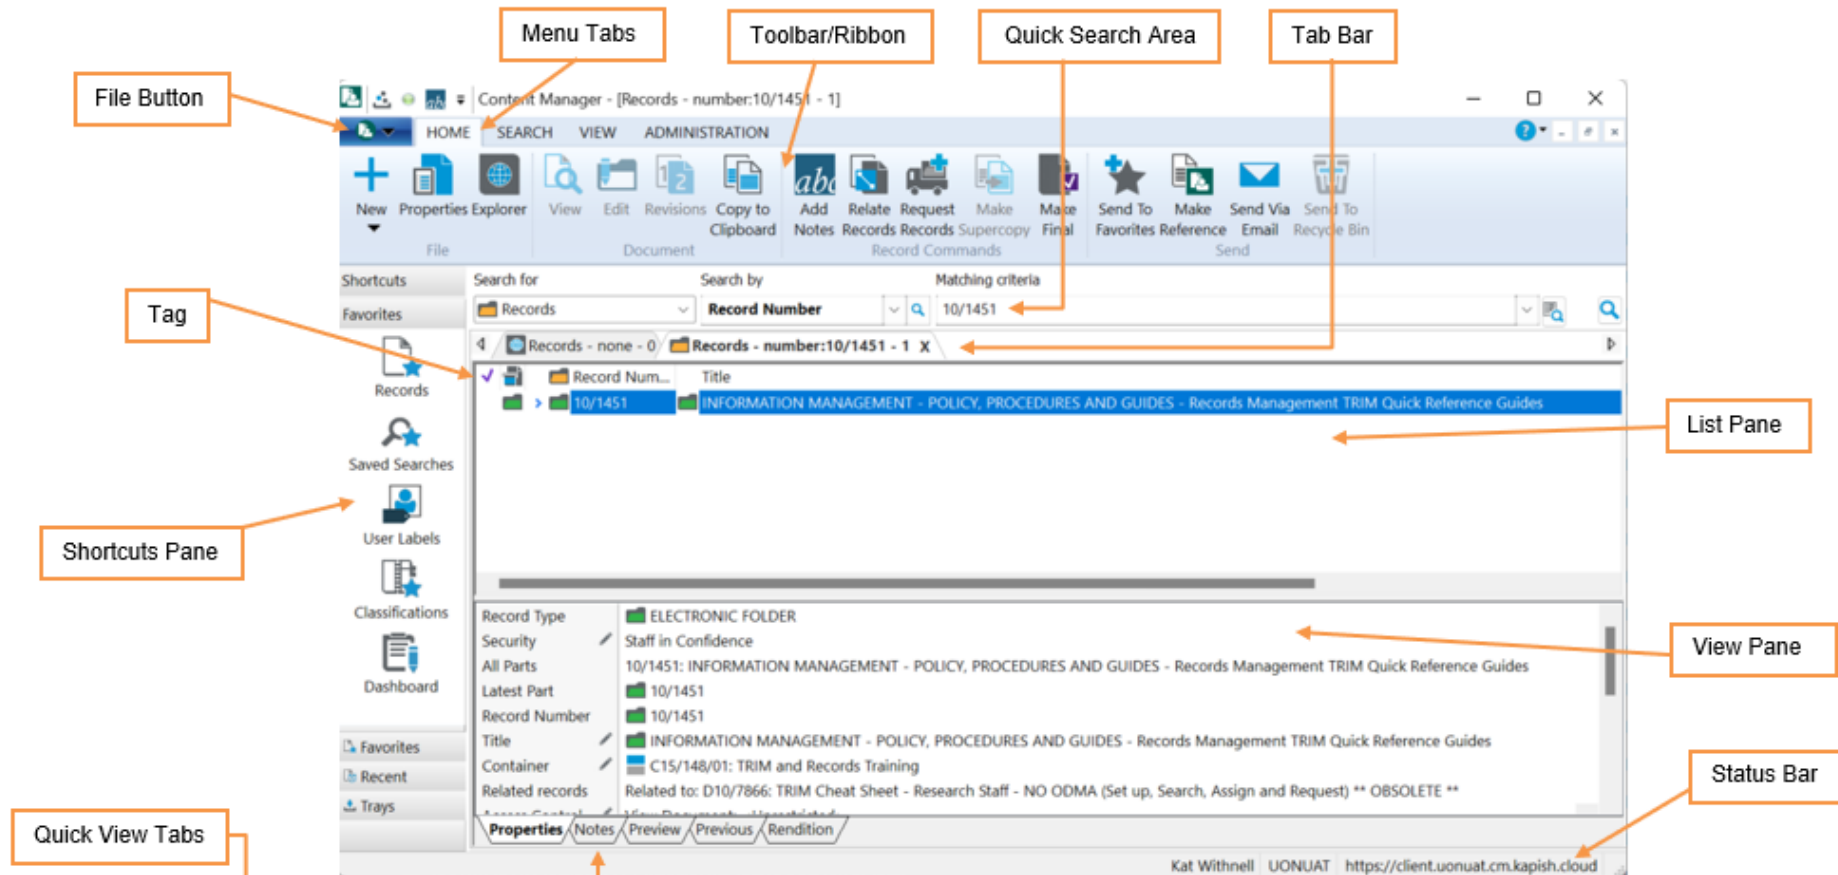 Menu Tabs
Toolbar/Ribbon
Quick Search Area
Tab Bar
File Button
Content Manager - [Records - number:10/1451 - 1]
HOME SEARCH VIEW ADMINISTRATION
abc
New Properties Explorer View Edit Revisions Copy to Clipboard Add Notes Relate Records Request Records Make Supercopy Make Final Send To Favorites Make Reference Send Via Email Send To Recycle Bin
File Document Record Commands Send
Shortcuts
Search for Search by Matching criteria
Favorites
Records Record Number 10/1451
Tag
Records - none - 0 Records - number:10/1451 - 1 X
Record Num... Title
10/1451 INFORMATION MANAGEMENT - POLICY, PROCEDURES AND GUIDES - Records Management TRIM Quick Reference Guides
Records
Saved Searches
User Labels
Classifications
Dashboard
List Pane
Shortcuts Pane
Record Type ELECTRONIC FOLDER
Security Staff in Confidence
All Parts 10/1451: INFORMATION MANAGEMENT - POLICY, PROCEDURES AND GUIDES - Records Management TRIM Quick Reference Guides
Latest Part 10/1451
Record Number 10/1451
Title INFORMATION MANAGEMENT - POLICY, PROCEDURES AND GUIDES - Records Management TRIM Quick Reference Guides
Container C15/148/01: TRIM and Records Training
Related records Related to: D10/7866: TRIM Cheat Sheet - Research Staff - NO ODMA (Set up, Search, Assign and Request) ** OBSOLETE **
View Pane
Favorites
Recent
Trays
Status Bar
Quick View Tabs
Properties Notes Preview Previous Rendition
Kat Withnell UONUAT https://client.uonuat.cm.kapish.cloud